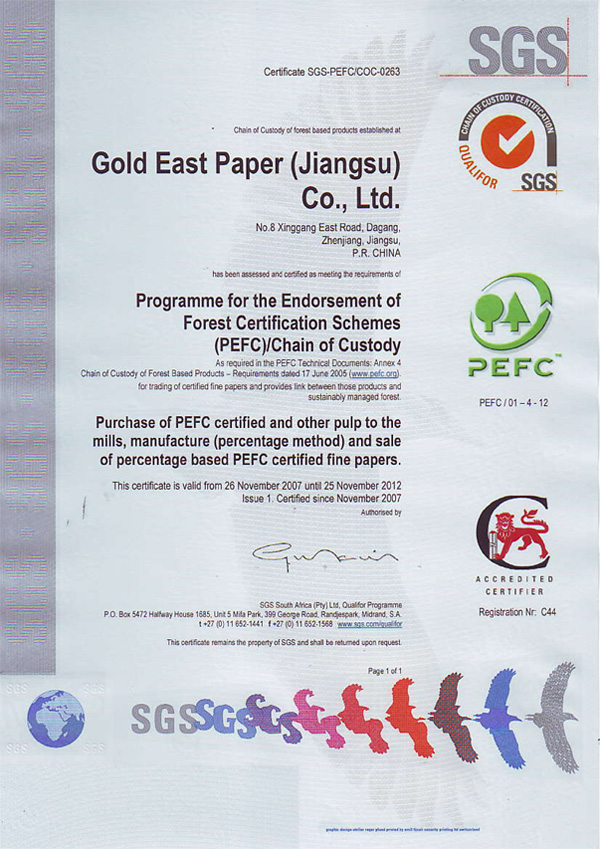 SGS
Certificate SGS-PEFC/COC-0263
CHAIN OF CUSTODY CERTIFICATION
QUALIFOR
SGS
Chain of Custody of forest based products established at
Gold East Paper (Jiangsu)
Co., Ltd.
No.8 Xinggang East Road, Dagang,
Zhenjiang, Jiangsu,
P.R. CHINA
has been assessed and certified as meeting the requirements of
Programme for the Endorsement of
Forest Certification Schemes
(PEFC)/Chain of Custody
As required in the PEFC Technical Documents: Annex 4
Chain of Custody of Forest Based Products – Requirements dated 17 June 2005 (www.pefc.org).
for trading of certified fine papers and provides link between those products and
sustainably managed forest.
PEFC™
PEFC / 01 – 4 - 12
Purchase of PEFC certified and other pulp to the
mills, manufacture (percentage method) and sale
of percentage based PEFC certified fine papers.
This certificate is valid from 26 November 2007 until 25 November 2012
Issue 1. Certified since November 2007
Authorised by
ACCREDITED
CERTIFIER
Registration Nr: C44
SGS South Africa (Pty) Ltd, Qualifor Programme
P.O. Box 5472 Halfway House 1685, Unit 5 Mifa Park, 399 George Road, Randjespark, Midrand, S.A.
t +27 (0) 11 652-1441 f +27 (0) 11 652-1568 www.sgs.com/qualifor
This certificate remains the property of SGS and shall be returned upon request.
Page 1 of 1
SGS SGS SGS